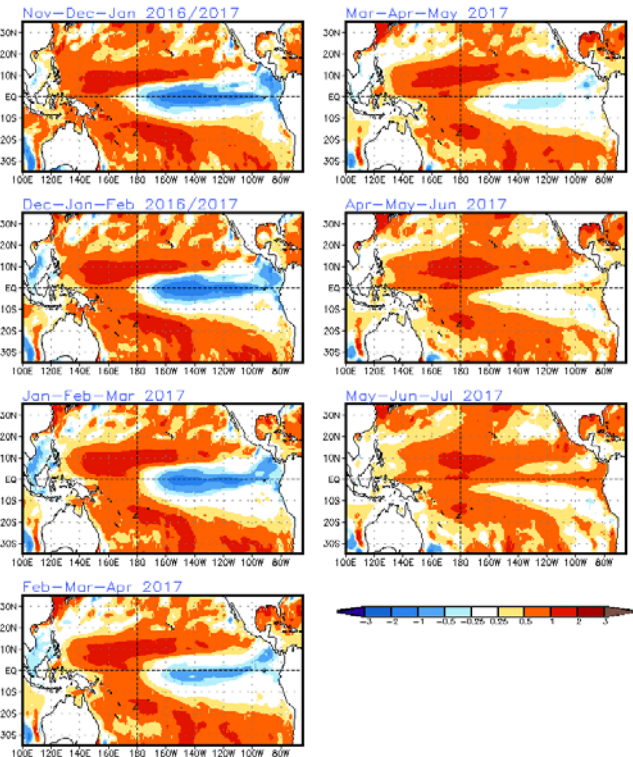 Nov-Dec-Jan 2016/2017
30N
20N
10N
EQ
10S
20S
30S
100E 120E 140E 160E 180 160W 140W 120W 100W 80W
Mar-Apr-May 2017
30N
20N
10N
EQ
10S
20S
30S
100E 120E 140E 160E 180 160W 140W 120W 100W 80W
Dec-Jan-Feb 2016/2017
30N
20N
10N
EQ
10S
20S
30S
100E 120E 140E 160E 180 160W 140W 120W 100W 80W
Apr-May-Jun 2017
30N
20N
10N
EQ
10S
20S
30S
100E 120E 140E 160E 180 160W 140W 120W 100W 80W
Jan-Feb-Mar 2017
30N
20N
10N
EQ
10S
20S
30S
100E 120E 140E 160E 180 160W 140W 120W 100W 80W
May-Jun-Jul 2017
30N
20N
10N
EQ
10S
20S
30S
100E 120E 140E 160E 180 160W 140W 120W 100W 80W
Feb-Mar-Apr 2017
30N
20N
10N
EQ
10S
20S
30S
100E 120E 140E 160E 180 160W 140W 120W 100W 80W
-3 -2 -1 -0.5 -0.25 0.25 0.5 1 2 3